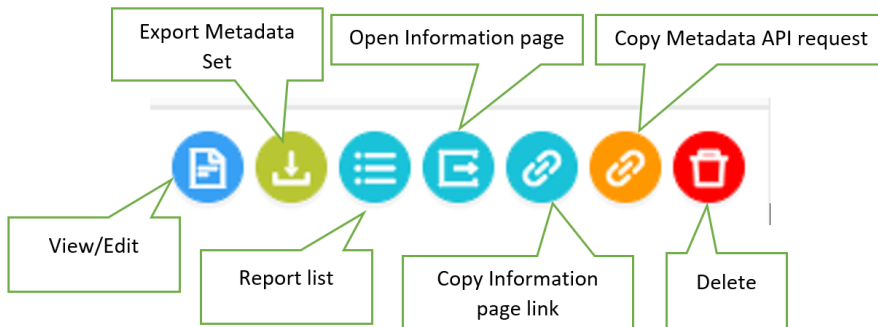 Export Metadata
Set
Open Information page
Copy Metadata API request
View/Edit
Report list
Copy Information
page link
Delete